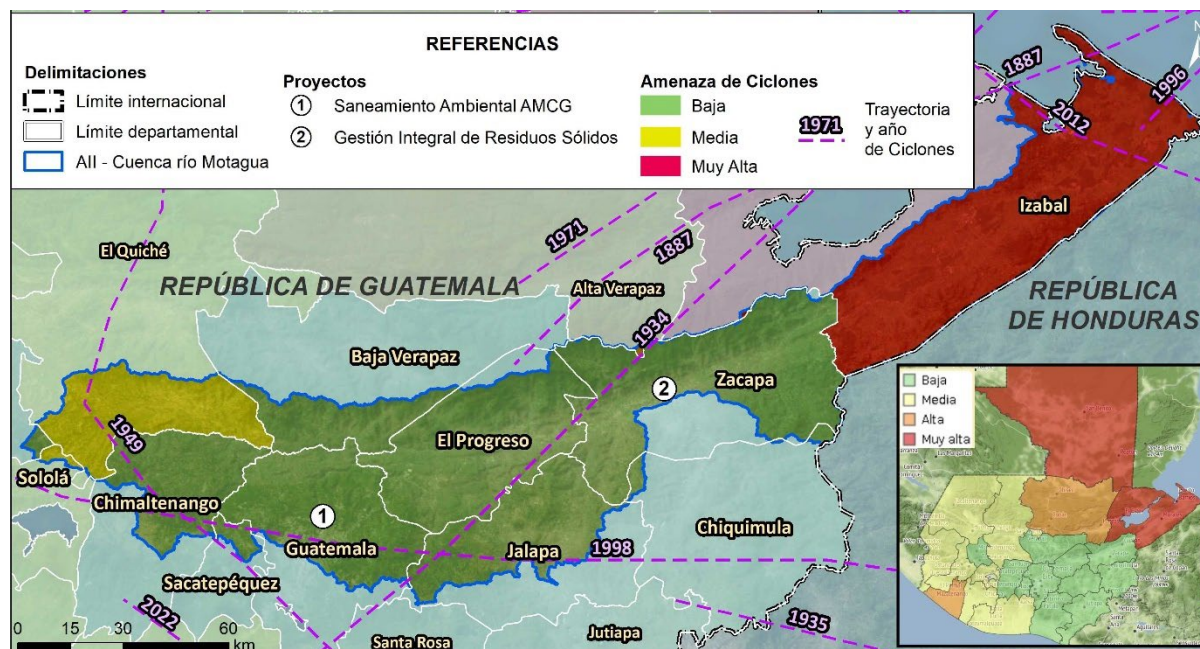 REFERENCIAS
Delimitaciones
Límite internacional
Límite departamental
AII - Cuenca río Motagua
Proyectos
1 Saneamiento Ambiental AMCG
2 Gestión Integral de Residuos Sólidos
Amenaza de Ciclones
Baja
Media
Muy Alta
1971
Trayectoria
y año
de Ciclones
N
1887
1996
2012
Izabal
El Quiché
1971
1887
REPÚBLICA DE GUATEMALA
Alta Verapaz
REPÚBLICA
DE HONDURAS
1934
Baja Verapaz
Zacapa
2
1949
El Progreso
Sololá
Chimaltenango
1
Guatemala
Jalapa
1998
Chiquimula
Sacatepéquez
2022
Santa Rosa
Jutiapa
1935
0 15 30 60
km
Baja
Media
Alta
Muy alta